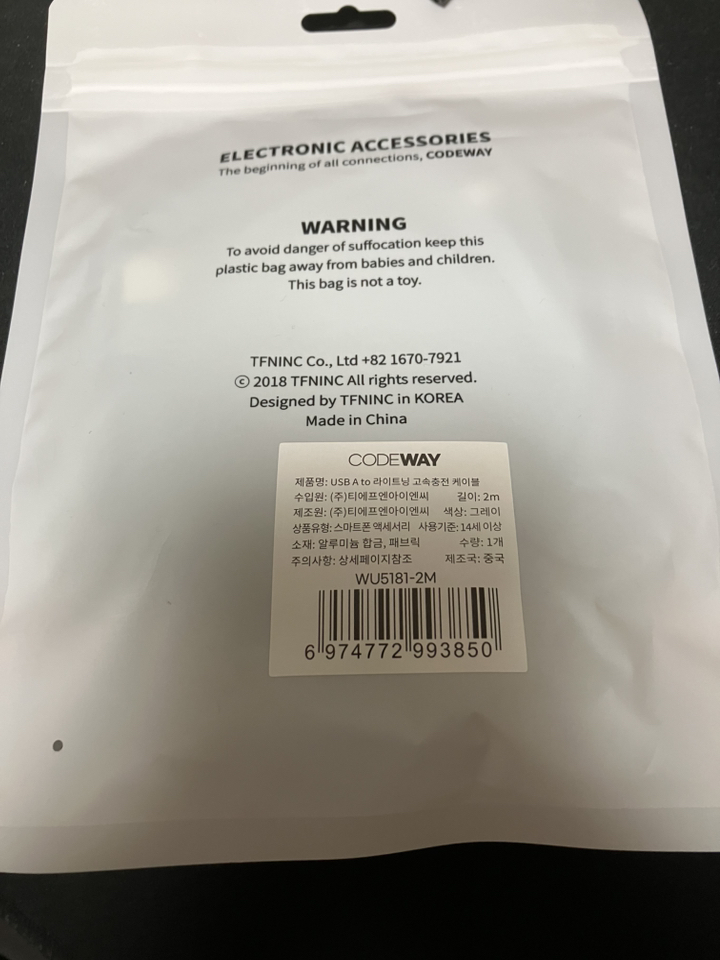 ELECTRONIC ACCESSORIES
The beginning of all connections, CODEWAY
WARNING
To avoid danger of suffocation keep this
plastic bag away from babies and children.
This bag is not a toy.
TFNINC Co., Ltd +82 1670-7921
ⓒ 2018 TFNINC All rights reserved.
Designed by TFNINC in KOREA
Made in China
CODEWAY
제품명: USB A to 라이트닝 고속충전 케이블
수입원: (주)티에프엔아이엔씨 길이: 2m
제조원: (주)티에프엔아이엔씨 색상: 그레이
상품유형: 스마트폰 액세서리 사용기준: 14세 이상
소재: 알루미늄 합금, 패브릭 수량: 1개
주의사항: 상세페이지참조 제조국: 중국
WU5181-2M
6 974772 993850